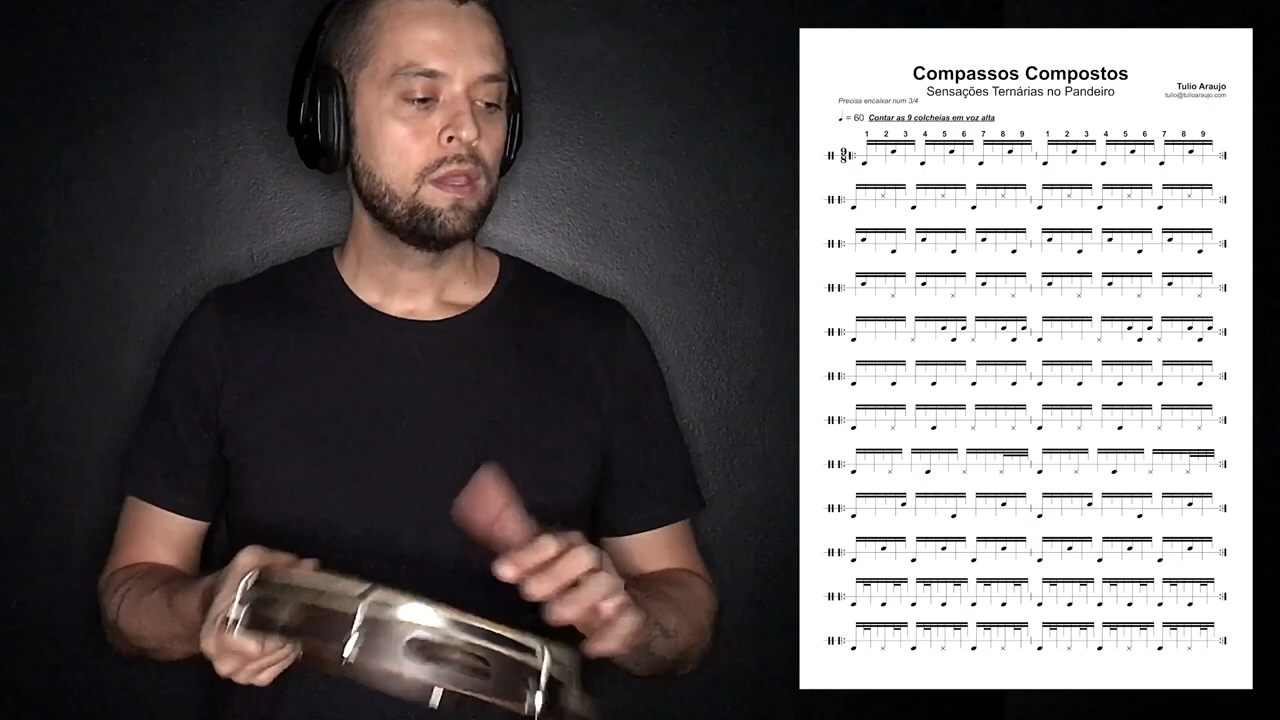 Compassos Compostos
Sensações Ternárias no Pandeiro
Tulio Araujo
tulio@tulioaraujo.com
Precisa encaixar num 3/4
= 60 Contar as 9 colcheias em voz alta
1 2 3 4 5 6 7 8 9 1 2 3 4 5 6 7 8 9
9
8